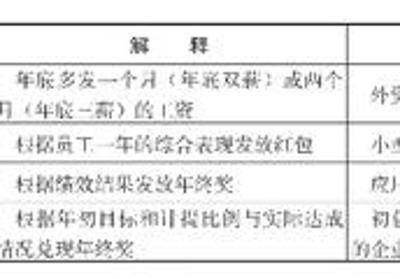 解 释
年底多发一个月（年底双薪）或两个
月（年底三薪）的工资
外资
根据员工一年的综合表现发放红包
小
根据绩效结果发放年终奖
应用
根据年初目标和计提比例与实际达成
初创
情况兑现年终奖
的企业